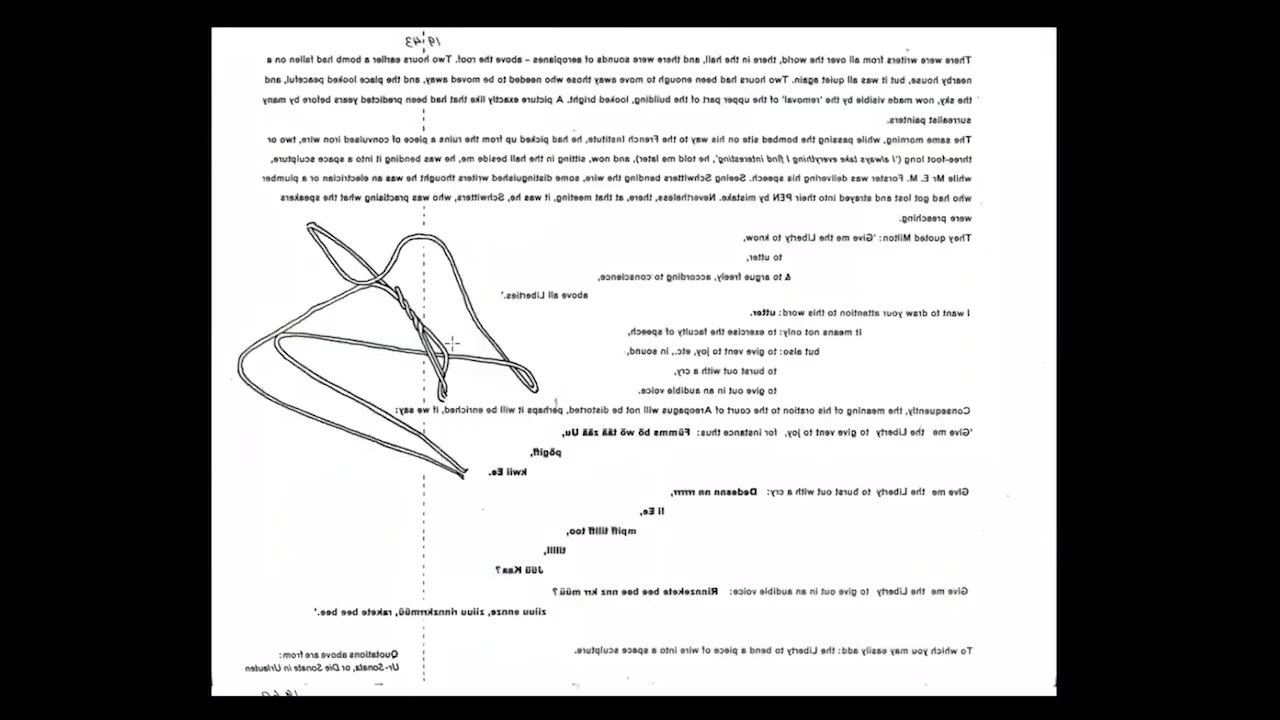 1943
There were writers from all over the world, there in the hall, and there were sounds of aeroplanes – above the roof. Two hours earlier a bomb had fallen on a
nearby house, but it was all quiet again. Two hours had been enough to move away those who needed to be moved away, and the place looked peaceful, and
the sky, now made visible by the 'removal' of the upper part of the building, looked bright. A picture exactly like that had been predicted years before by many
surrealist painters.
The same morning, while passing the bombed site on his way to the French Institute, he had picked up from the ruins a piece of convulsed iron wire, two or
three-foot long ('I always take everything I find interesting', he told me later), and now, sitting in the hall beside me, he was bending it into a space sculpture,
while Mr E. M. Forster was delivering his speech. Seeing Schwitters bending the wire, some distinguished writers thought he was an electrician or a plumber
who had got lost and strayed into their PEN by mistake. Nevertheless, there, at that meeting, it was he, Schwitters, who was practising what the speakers
were preaching.
They quoted Milton: 'Give me the Liberty to know,
to utter,
& to argue freely, according to conscience,
above all Liberties.'
I want to draw your attention to this word: utter.
It means not only: to exercise the faculty of speech,
but also: to give vent to joy, etc., in sound,
to burst out with a cry,
to give out in an audible voice.
Consequently, the meaning of his oration to the court of Areopagus will not be distorted, perhaps it will be enriched, if we say:
'Give me the Liberty to give vent to joy, for instance thus: Fümms bö wö tää zää Uu,
pögiff,
kwii Ee.
Give me the Liberty to burst out with a cry: Dedesnn nn rrrrr,
Ii Ee,
mpiff tilliff too,
tillll,
Jüü Kaa?
Give me the Liberty to give out in an audible voice: Rinnzekete bee bee nnz krr müü?
ziiuu ennze, ziiuu rinnzkrrmüü, rakete bee bee.'
To which you may easily add: the Liberty to bend a piece of wire into a space sculpture.
Quotations above are from:
Ur-Sonata, or, Die Sonate in Urlauten